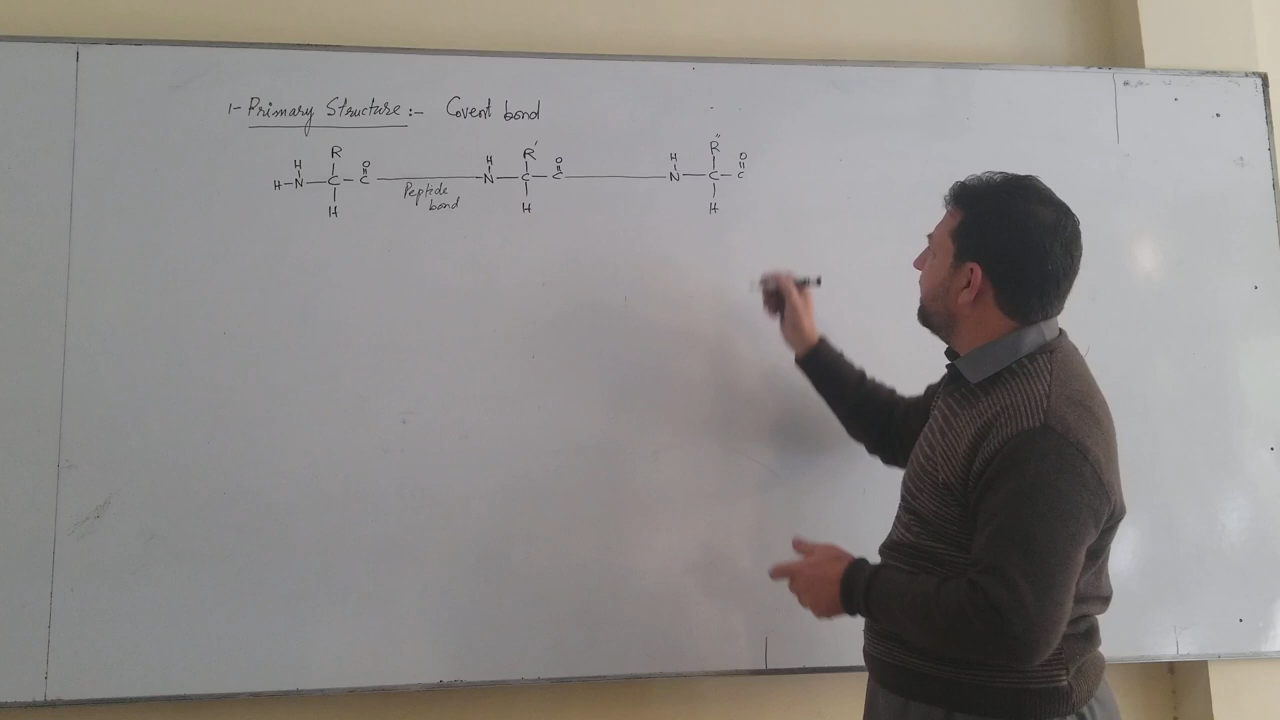 1- Primary Structure :- Covent bond
R R' R"
H H O H O H O
H-N-C-C Peptide N-C-C N-C-C
bond
H H H